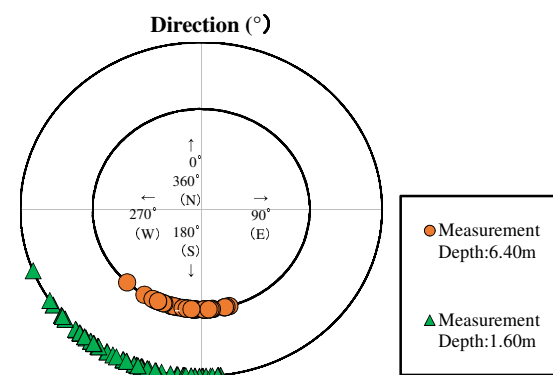 Direction (°)
↑
0°
360°
(N)
← →
270° 90°
(W) (E)
180°
(S)
↓
Measurement
Depth:6.40m
Measurement
Depth:1.60m